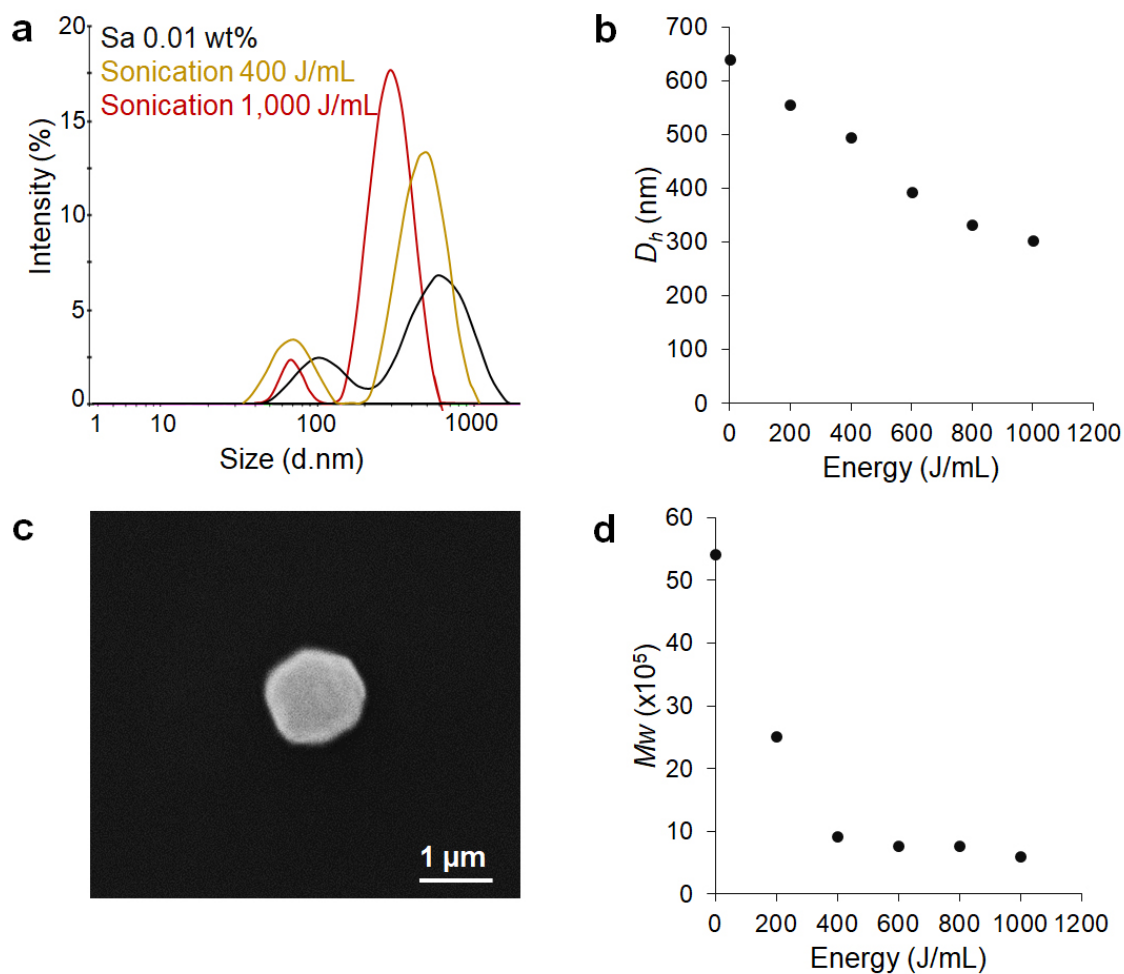 a
20
Sa 0.01 wt%
Sonication 400 J/mL
Sonication 1,000 J/mL
15
10
5
0
Intensity (%)
1 10 100 1000
Size (d.nm)
b
700
600
500
400
300
200
100
0
Dh (nm)
0 200 400 600 800 1000 1200
Energy (J/mL)
c
1 µm
d
60
50
40
30
20
10
0
Mw (x10⁵)
0 200 400 600 800 1000 1200
Energy (J/mL)